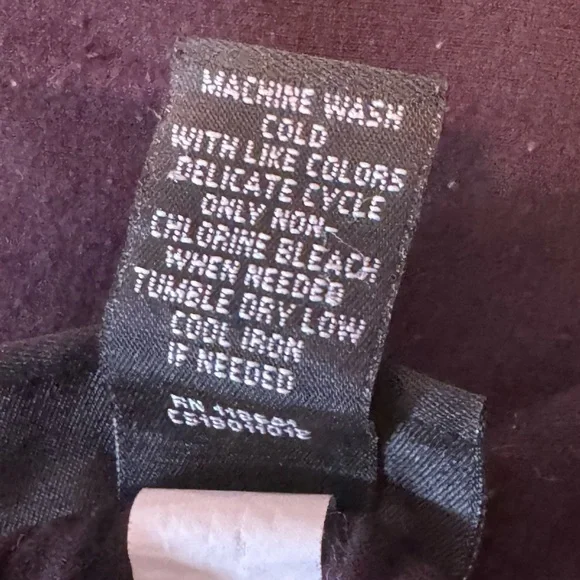 MACHINE WASH
COLD
WITH LIKE COLORS
DELICATE CYCLE
ONLY NON-
CHLORINE BLEACH
WHEN NEEDED
TUMBLE DRY LOW
COOL IRON
IF NEEDED
RN